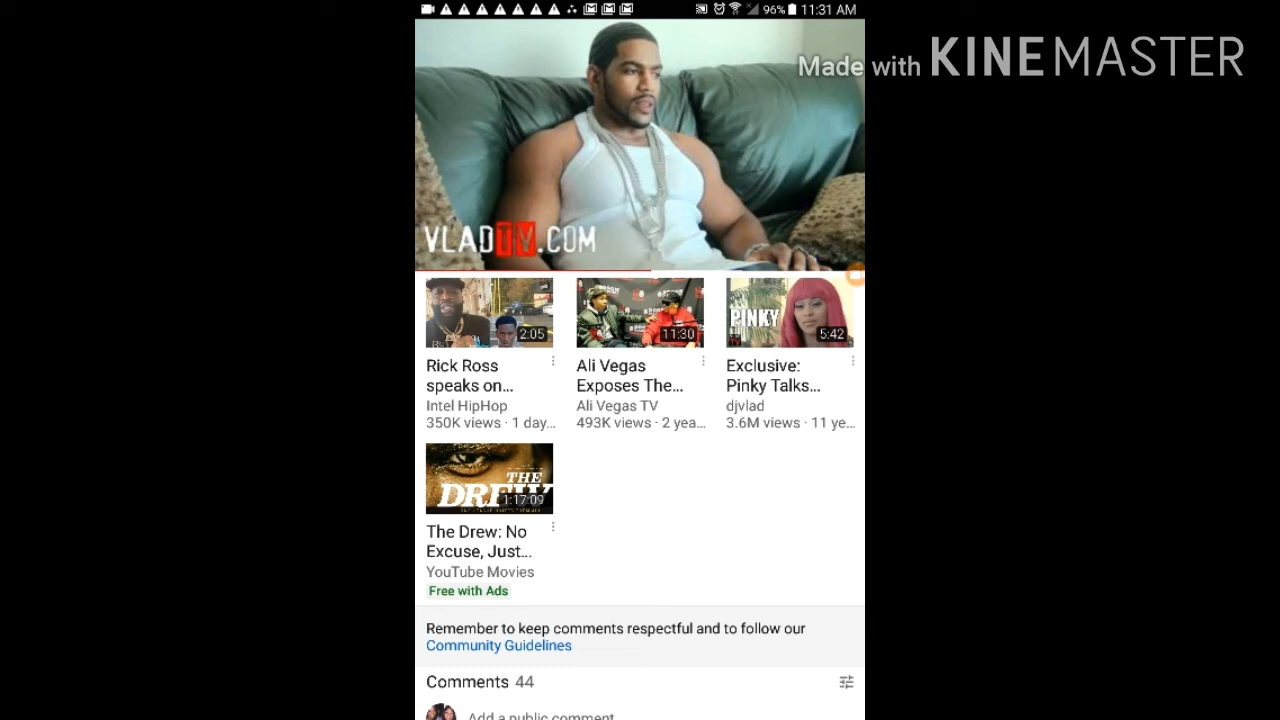 96% 11:31 AM
Made with KINEMASTER
VLADTV.COM
2:05
11:30
PINKY
5:42
Rick Ross
speaks on...
Intel HipHop
350K views · 1 day...
Ali Vegas
Exposes The...
Ali Vegas TV
493K views · 2 yea...
Exclusive:
Pinky Talks...
djvlad
3.6M views · 11 ye...
THE
DREW
1:17:09
The Drew: No
Excuse, Just...
YouTube Movies
Free with Ads
Remember to keep comments respectful and to follow our
Community Guidelines
Comments 44
Add a public comment